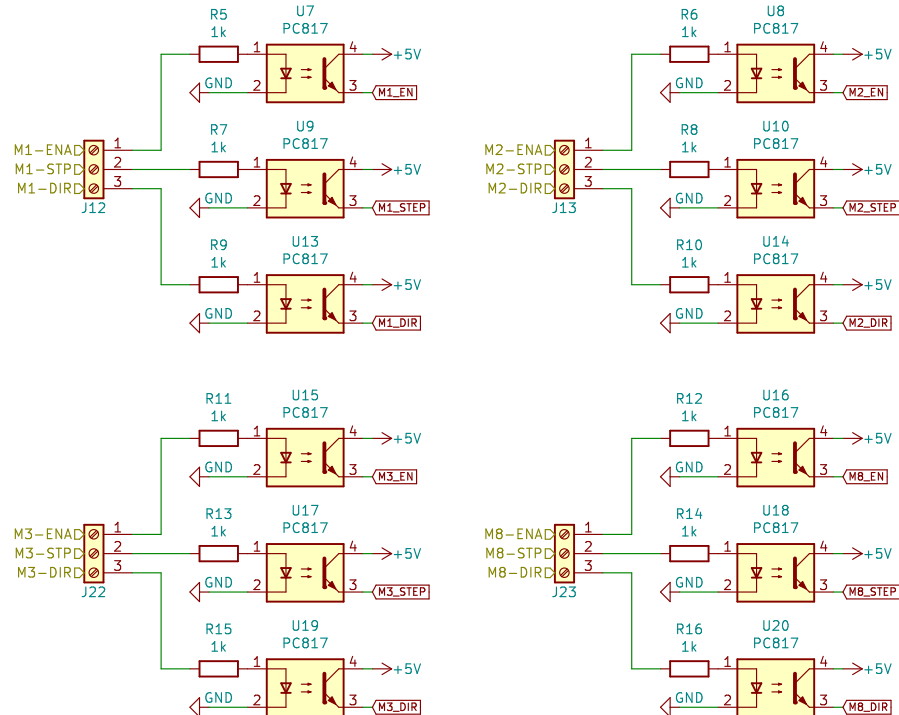 R5
1k
U7
PC817
1
4
+5V
GND
2
3
M1_EN
R7
1k
U9
PC817
M1-ENA
1
M1-STP
2
M1-DIR
3
J12
1
4
+5V
GND
2
3
M1_STEP
R9
1k
U13
PC817
1
4
+5V
GND
2
3
M1_DIR
R6
1k
U8
PC817
1
4
+5V
GND
2
3
M2_EN
R8
1k
U10
PC817
M2-ENA
1
M2-STP
2
M2-DIR
3
J13
1
4
+5V
GND
2
3
M2_STEP
R10
1k
U14
PC817
1
4
+5V
GND
2
3
M2_DIR
R11
1k
U15
PC817
1
4
+5V
GND
2
3
M3_EN
R13
1k
U17
PC817
M3-ENA
1
M3-STP
2
M3-DIR
3
J22
1
4
+5V
GND
2
3
M3_STEP
R15
1k
U19
PC817
1
4
+5V
GND
2
3
M3_DIR
R12
1k
U16
PC817
1
4
+5V
GND
2
3
M8_EN
R14
1k
U18
PC817
M8-ENA
1
M8-STP
2
M8-DIR
3
J23
1
4
+5V
GND
2
3
M8_STEP
R16
1k
U20
PC817
1
4
+5V
GND
2
3
M8_DIR